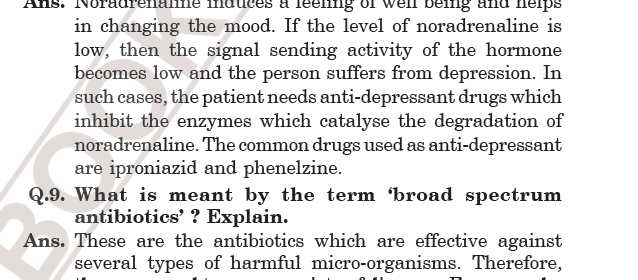 Ans. Noradrenaline induces a feeling of well being and helps
in changing the mood. If the level of noradrenaline is
low, then the signal sending activity of the hormone
becomes low and the person suffers from depression. In
such cases, the patient needs anti-depressant drugs which
inhibit the enzymes which catalyse the degradation of
noradrenaline. The common drugs used as anti-depressant
are iproniazid and phenelzine.
Q.9. What is meant by the term ‘broad spectrum
antibiotics’ ? Explain.
Ans. These are the antibiotics which are effective against
several types of harmful micro-organisms. Therefore,
BOOK